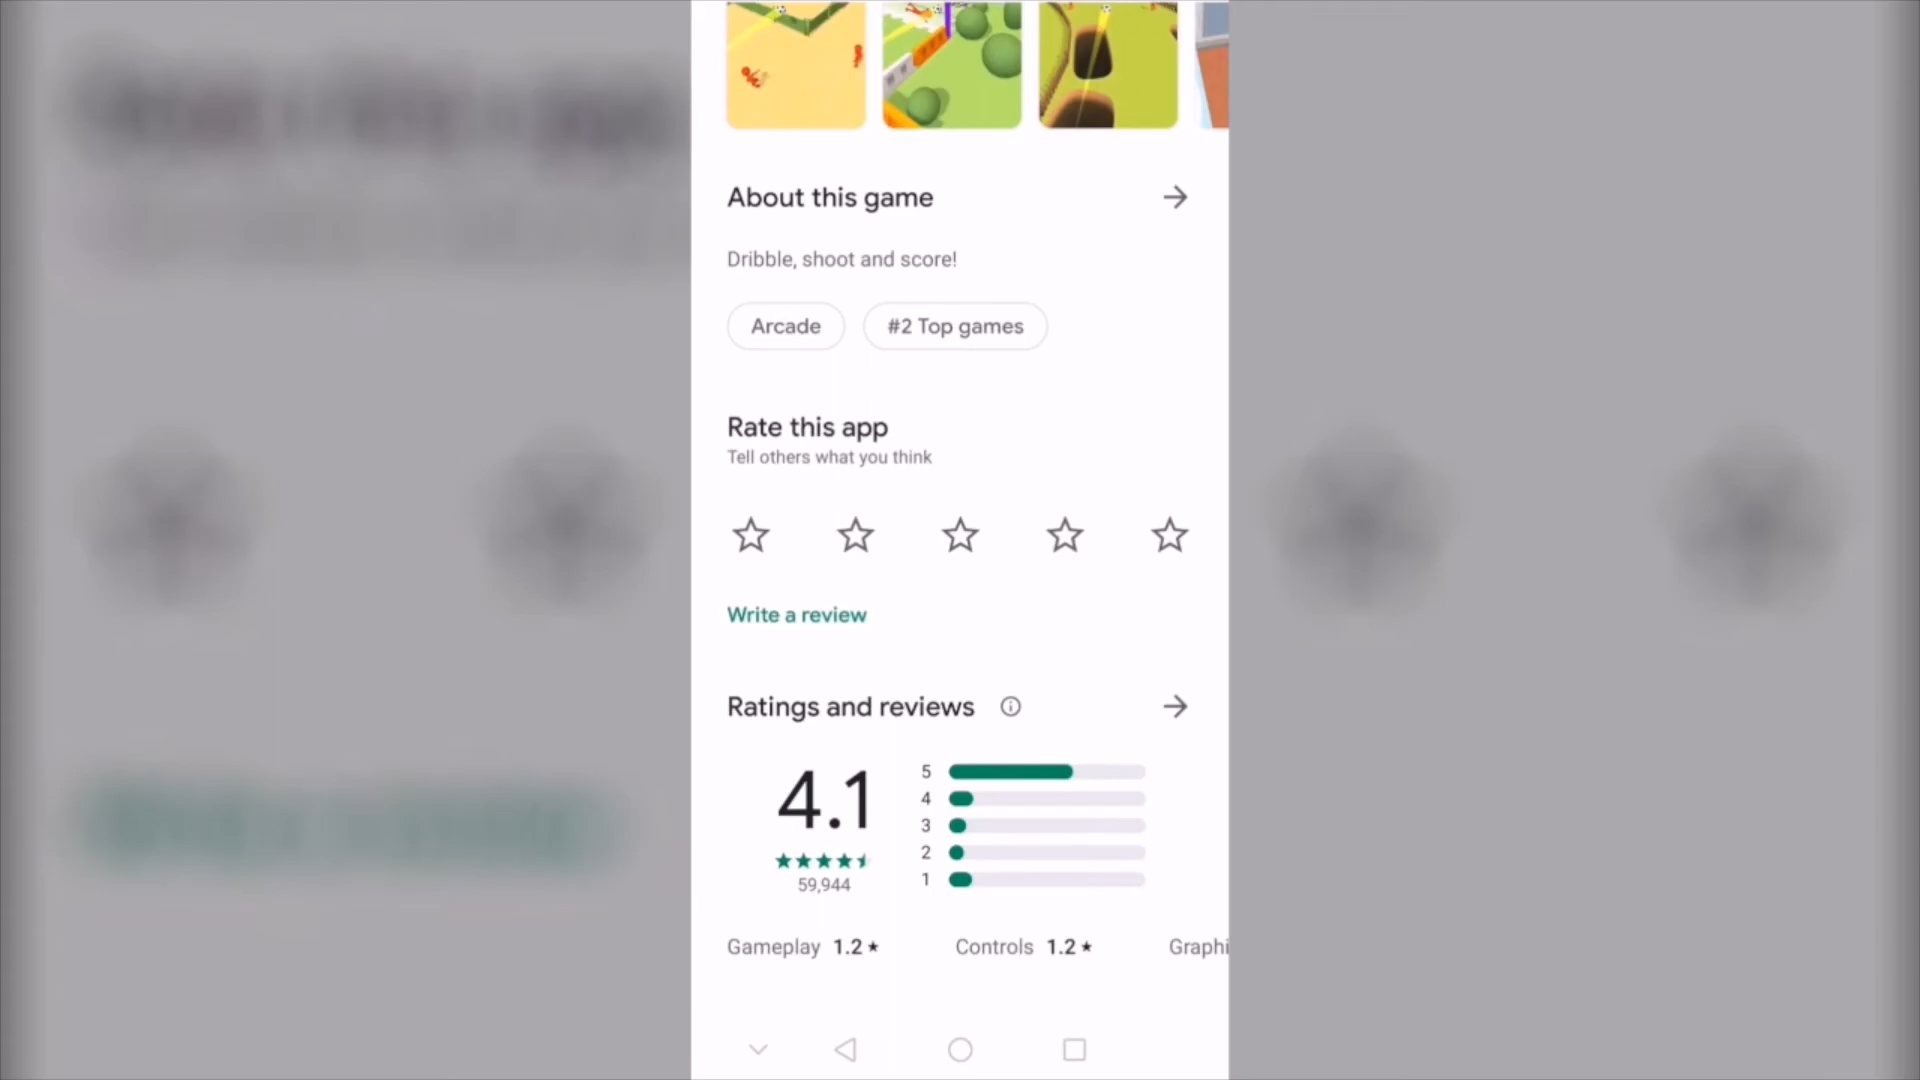 About this game
Dribble, shoot and score!
Arcade
#2 Top games
Rate this app
Tell others what you think
Write a review
Ratings and reviews
4.1
59,944
5
4
3
2
1
Gameplay 1.2 ★ Controls 1.2 ★ Graphi